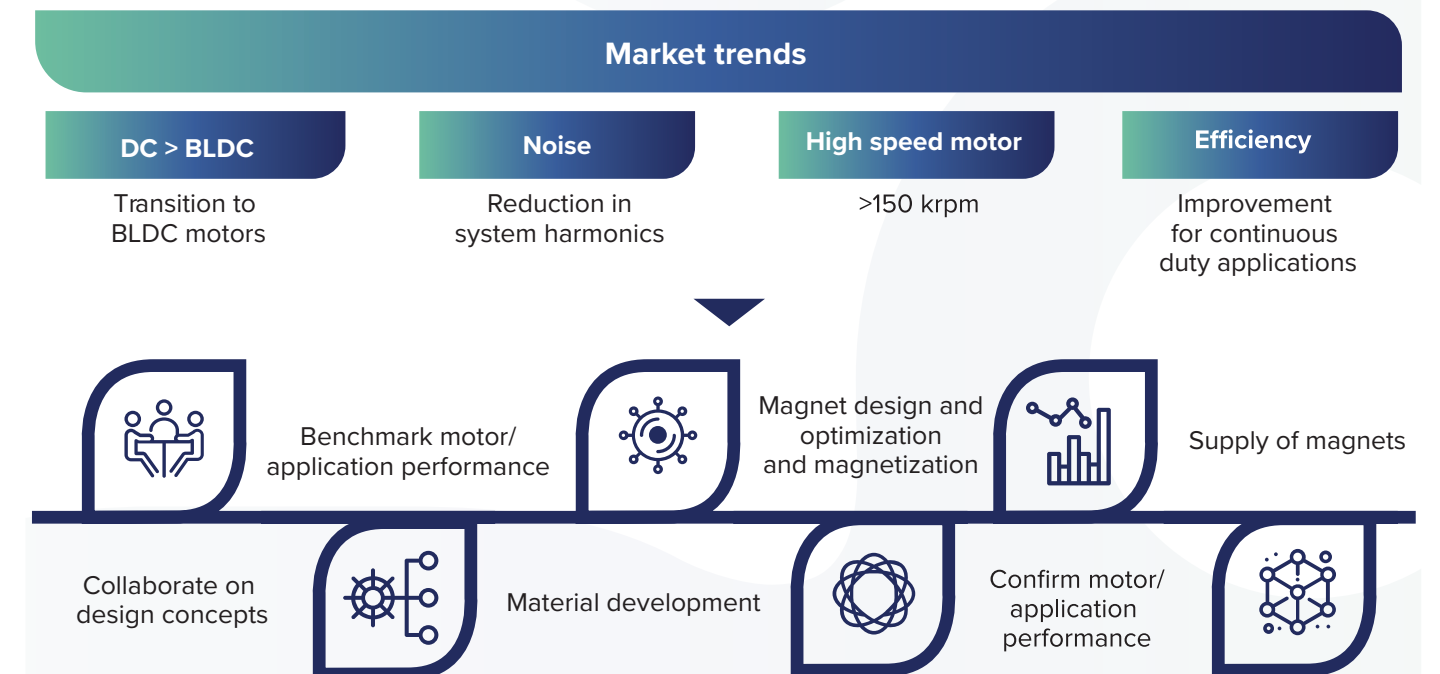 Market trends
DC > BLDC
Transition to
BLDC motors
Noise
Reduction in
system harmonics
High speed motor
>150 krpm
Efficiency
Improvement
for continuous
duty applications
Collaborate on
design concepts
Benchmark motor/
application performance
Material development
Magnet design and
optimization
and magnetization
Confirm motor/
application
performance
Supply of magnets